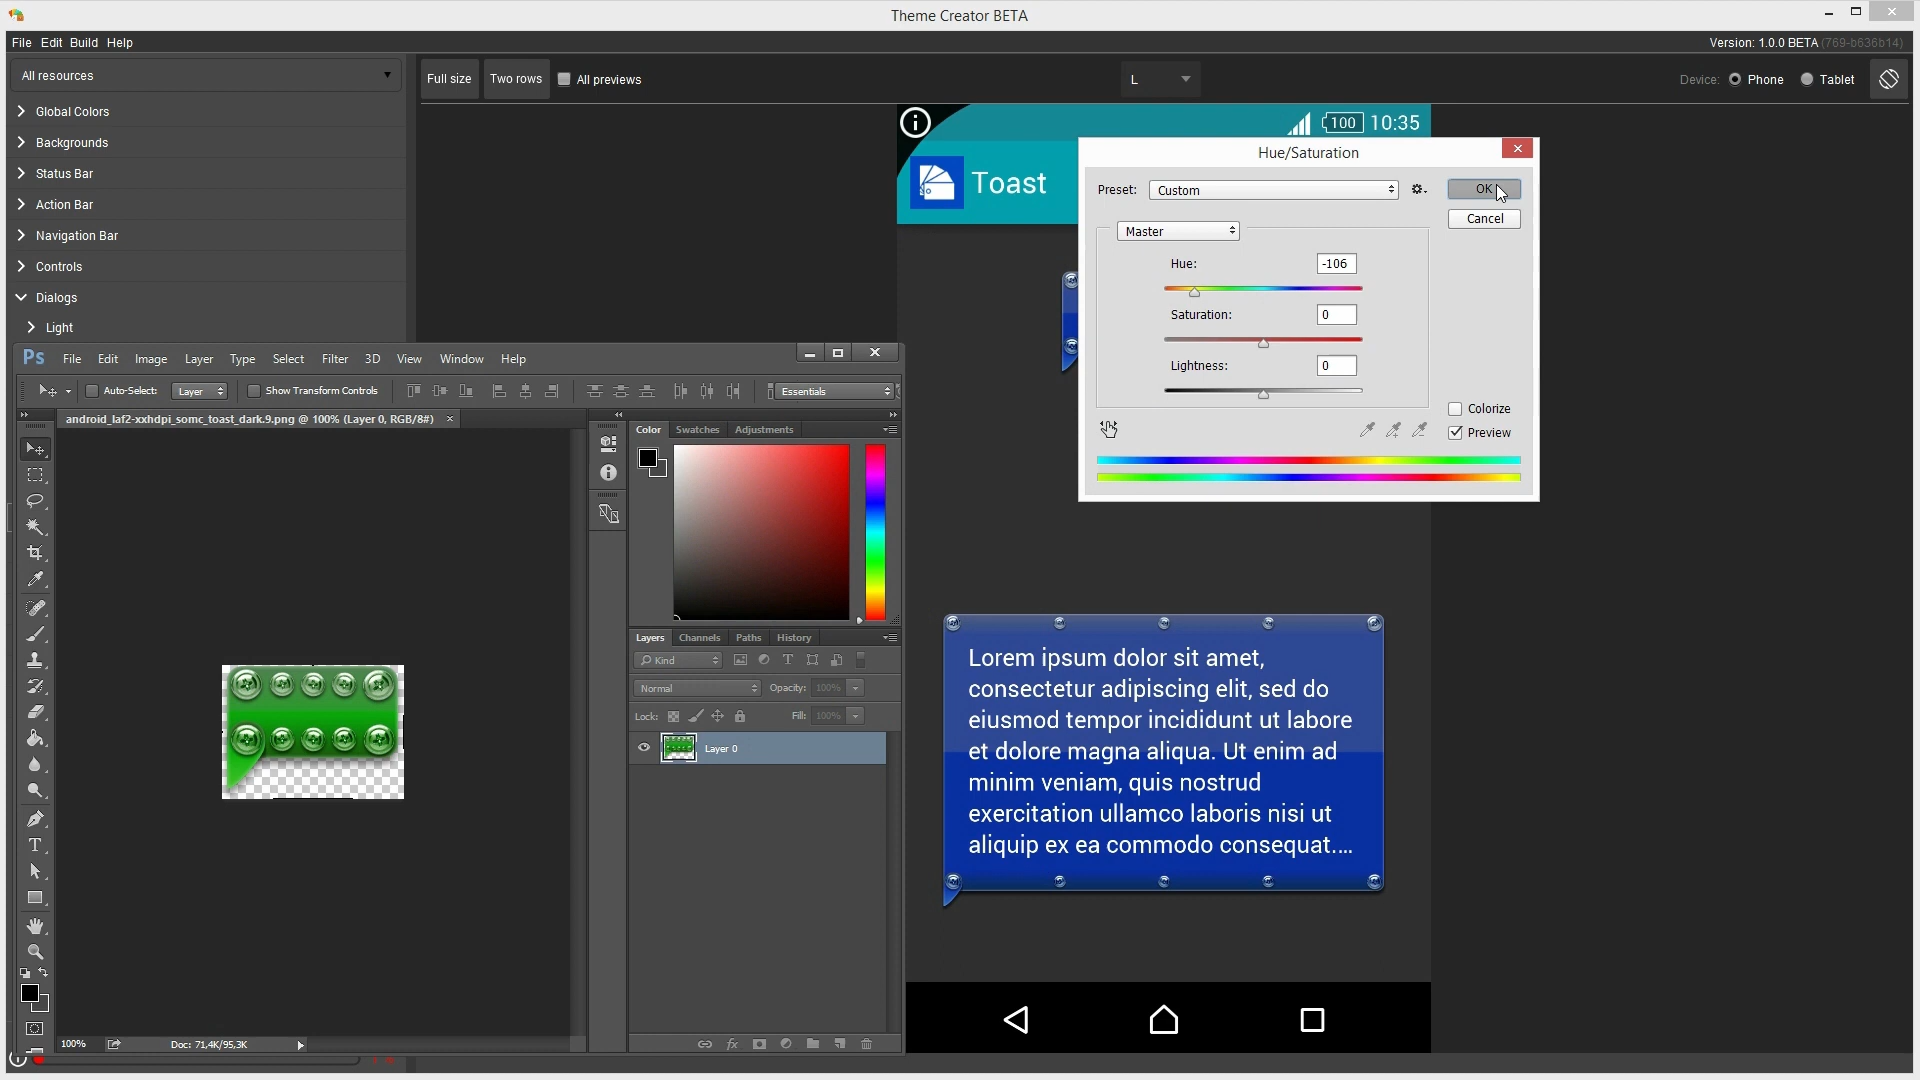 Theme Creator BETA
File Edit Build Help
Version: 1.0.0 BETA (769-b636b14)
All resources
Full size Two rows All previews
L
Device: Phone Tablet
Global Colors
Backgrounds
Status Bar
Action Bar
Navigation Bar
Controls
Dialogs
Light
100 10:35
Toast
Hue/Saturation
Preset: Custom
OK
Cancel
Master
Hue: -106
Saturation: 0
Lightness: 0
Colorize
Preview
Ps File Edit Image Layer Type Select Filter 3D View Window Help
Auto-Select: Layer Show Transform Controls Essentials
android_laf2-xxhdpi_somc_toast_dark.9.png @ 100% (Layer 0, RGB/8#)
Color Swatches Adjustments
Layers Channels Paths History
Kind
Normal Opacity: 100%
Lock: Fill: 100%
Layer 0
fx
100% Doc: 71,4K/95,3K
Lorem ipsum dolor sit amet,
consectetur adipiscing elit, sed do
eiusmod tempor incididunt ut labore
et dolore magna aliqua. Ut enim ad
minim veniam, quis nostrud
exercitation ullamco laboris nisi ut
aliquip ex ea commodo consequat....